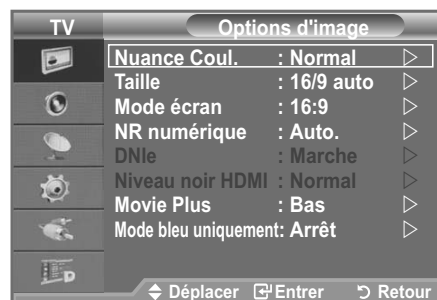 TV
Options d'image
Nuance Coul. : Normal
Taille : 16/9 auto
Mode écran : 16:9
NR numérique : Auto.
DNIe : Marche
Niveau noir HDMI : Normal
Movie Plus : Bas
Mode bleu uniquement: Arrêt
Déplacer Entrer Retour